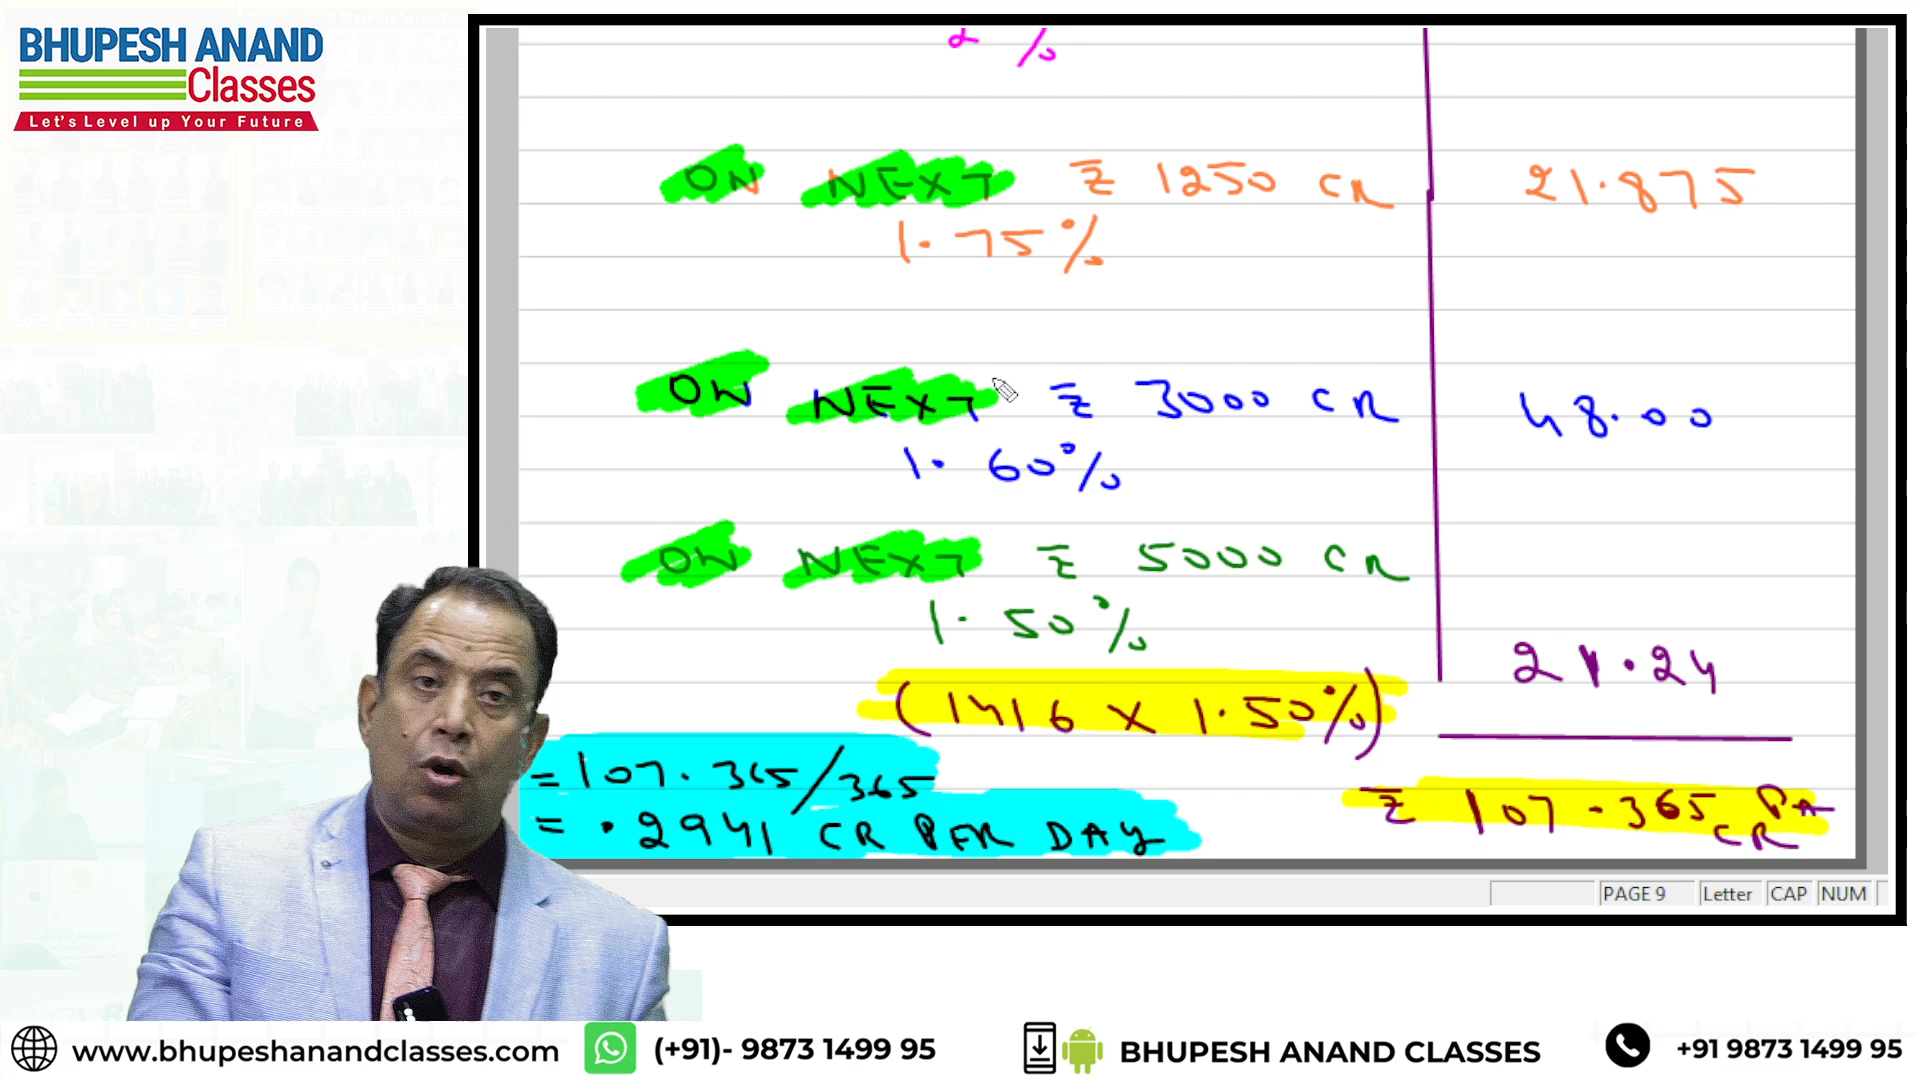 BHUPESH ANAND
Classes
Let's Level up Your Future
2 %
ON NEXT ₹ 1250 CR 21.875
1.75%
ON NEXT ₹ 3000 CR 48.00
1.60%
ON NEXT ₹ 5000 CR
1.50%
21.24
(1416 X 1.50%)
= 107.365/365
₹ 107.365 PA
CR
= .2941 CR PER DAY
PAGE 9 Letter CAP NUM
www.bhupeshanandclasses.com (+91)- 9873 1499 95 BHUPESH ANAND CLASSES +91 9873 1499 95